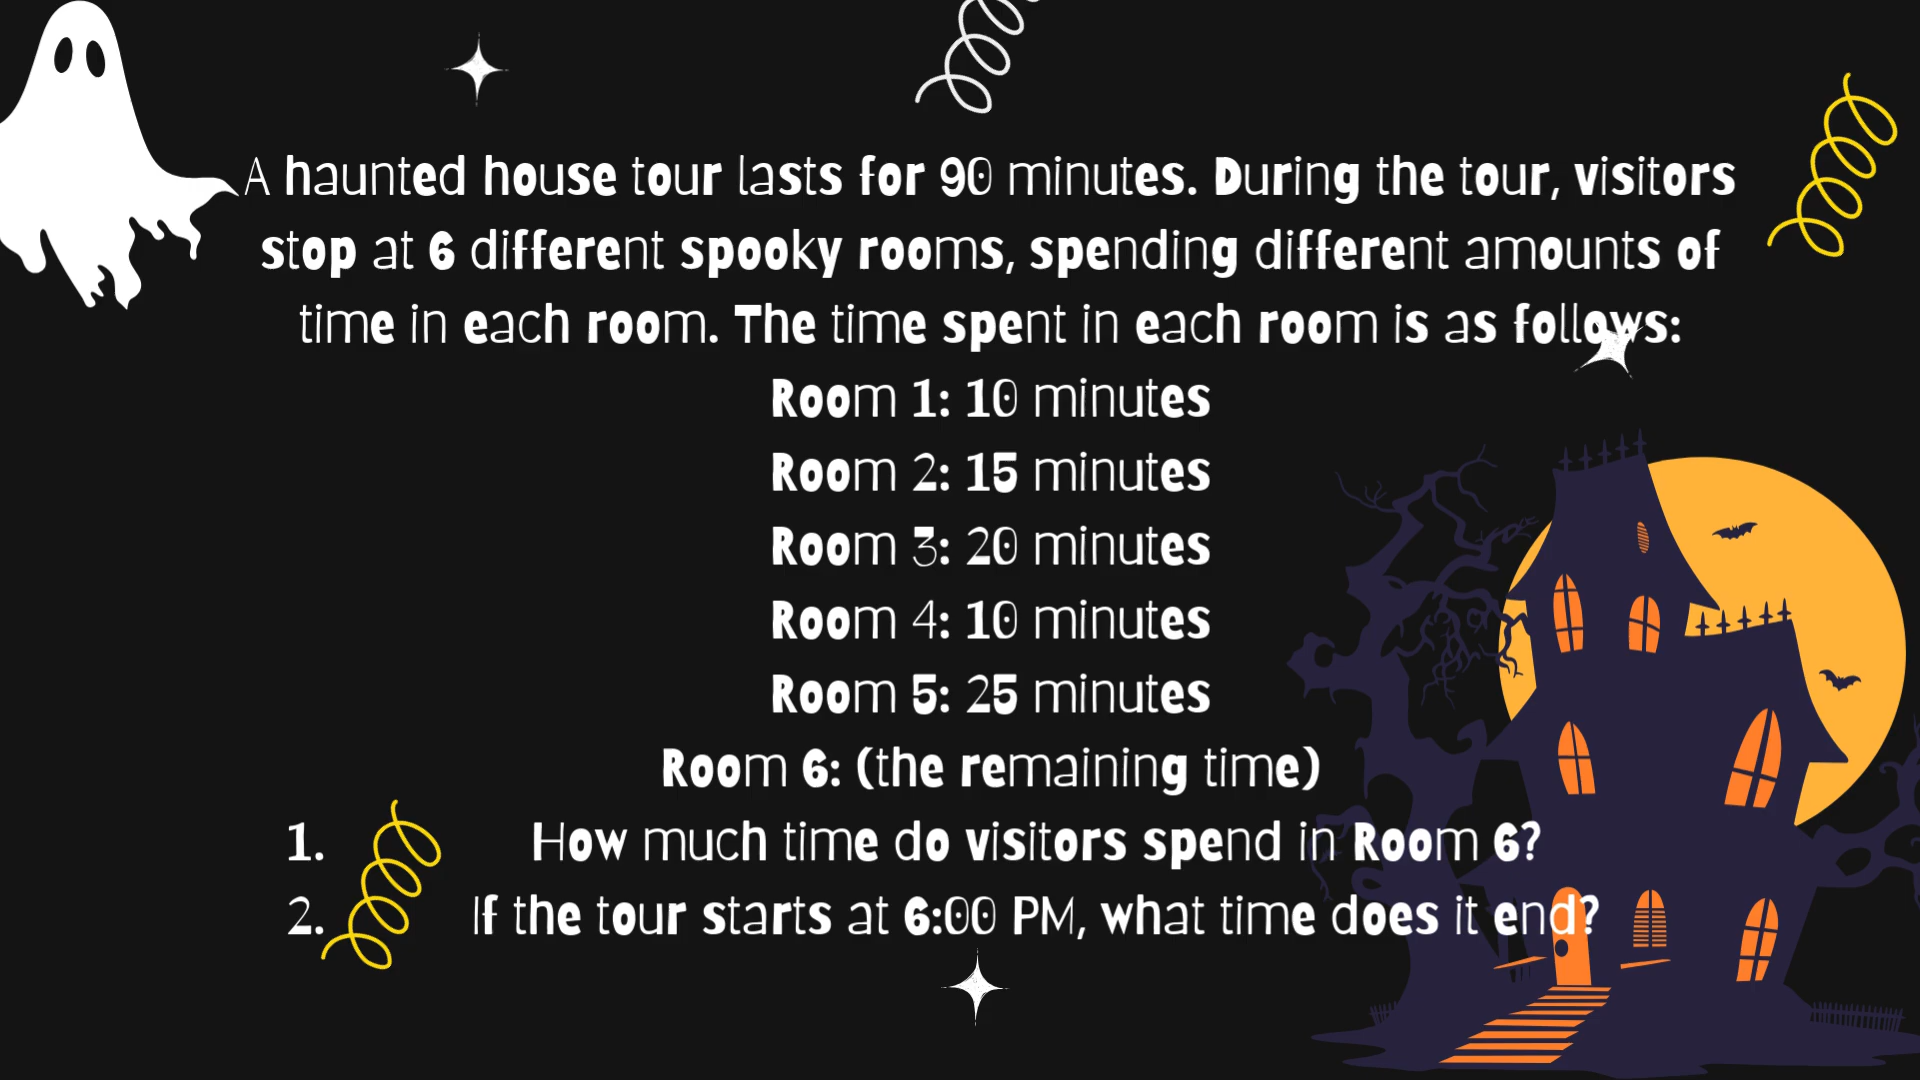 A haunted house tour lasts for 90 minutes. During the tour, visitors
stop at 6 different spooky rooms, spending different amounts of
time in each room. The time spent in each room is as follows:
Room 1: 10 minutes
Room 2: 15 minutes
Room 3: 20 minutes
Room 4: 10 minutes
Room 5: 25 minutes
Room 6: (the remaining time)
1. How much time do visitors spend in Room 6?
2. If the tour starts at 6:00 PM, what time does it end?